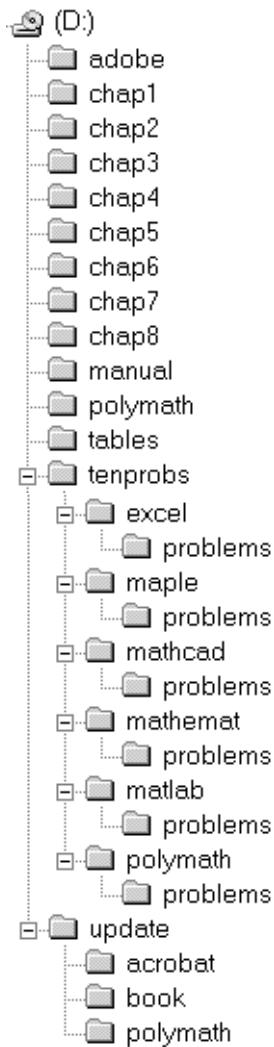 (D:)
adobe
chap1
chap2
chap3
chap4
chap5
chap6
chap7
chap8
manual
polymath
tables
tenprobs
excel
problems
maple
problems
mathcad
problems
mathemat
problems
matlab
problems
polymath
problems
update
acrobat
book
polymath